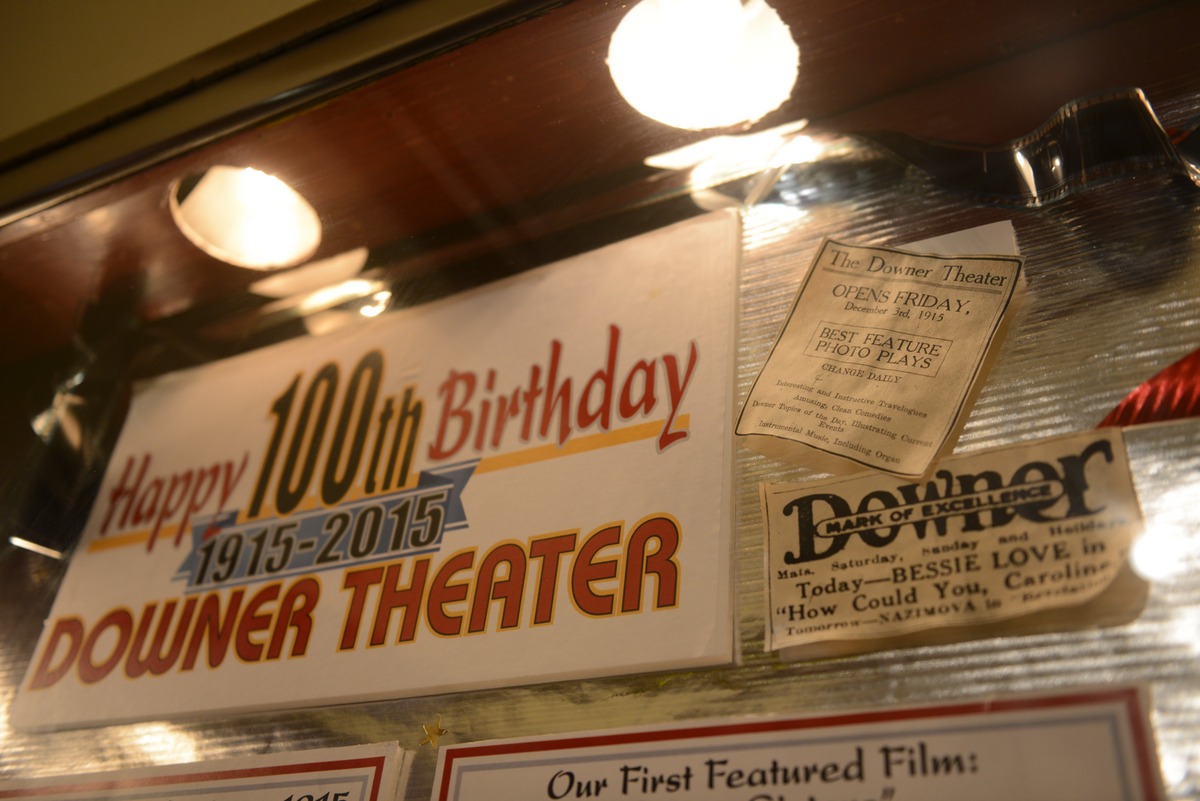 Happy 100th Birthday
1915-2015
DOWNER THEATER
The Downer Theater
OPENS FRIDAY,
December 3rd, 1915
BEST FEATURE
PHOTO PLAYS
CHANGE DAILY
Interesting and Instructive Travelogues
Amusing, Clean Comedies
Downer Topics of the Day, Illustrating Current
Events
Instrumental Music, Including Organ
Downer
MARK OF EXCELLENCE
Mats. Saturday, Sunday and Holidays
Today—BESSIE LOVE in
"How Could You, Caroline
Tomorrow—NAZIMOVA in
1915
Our First Featured Film: